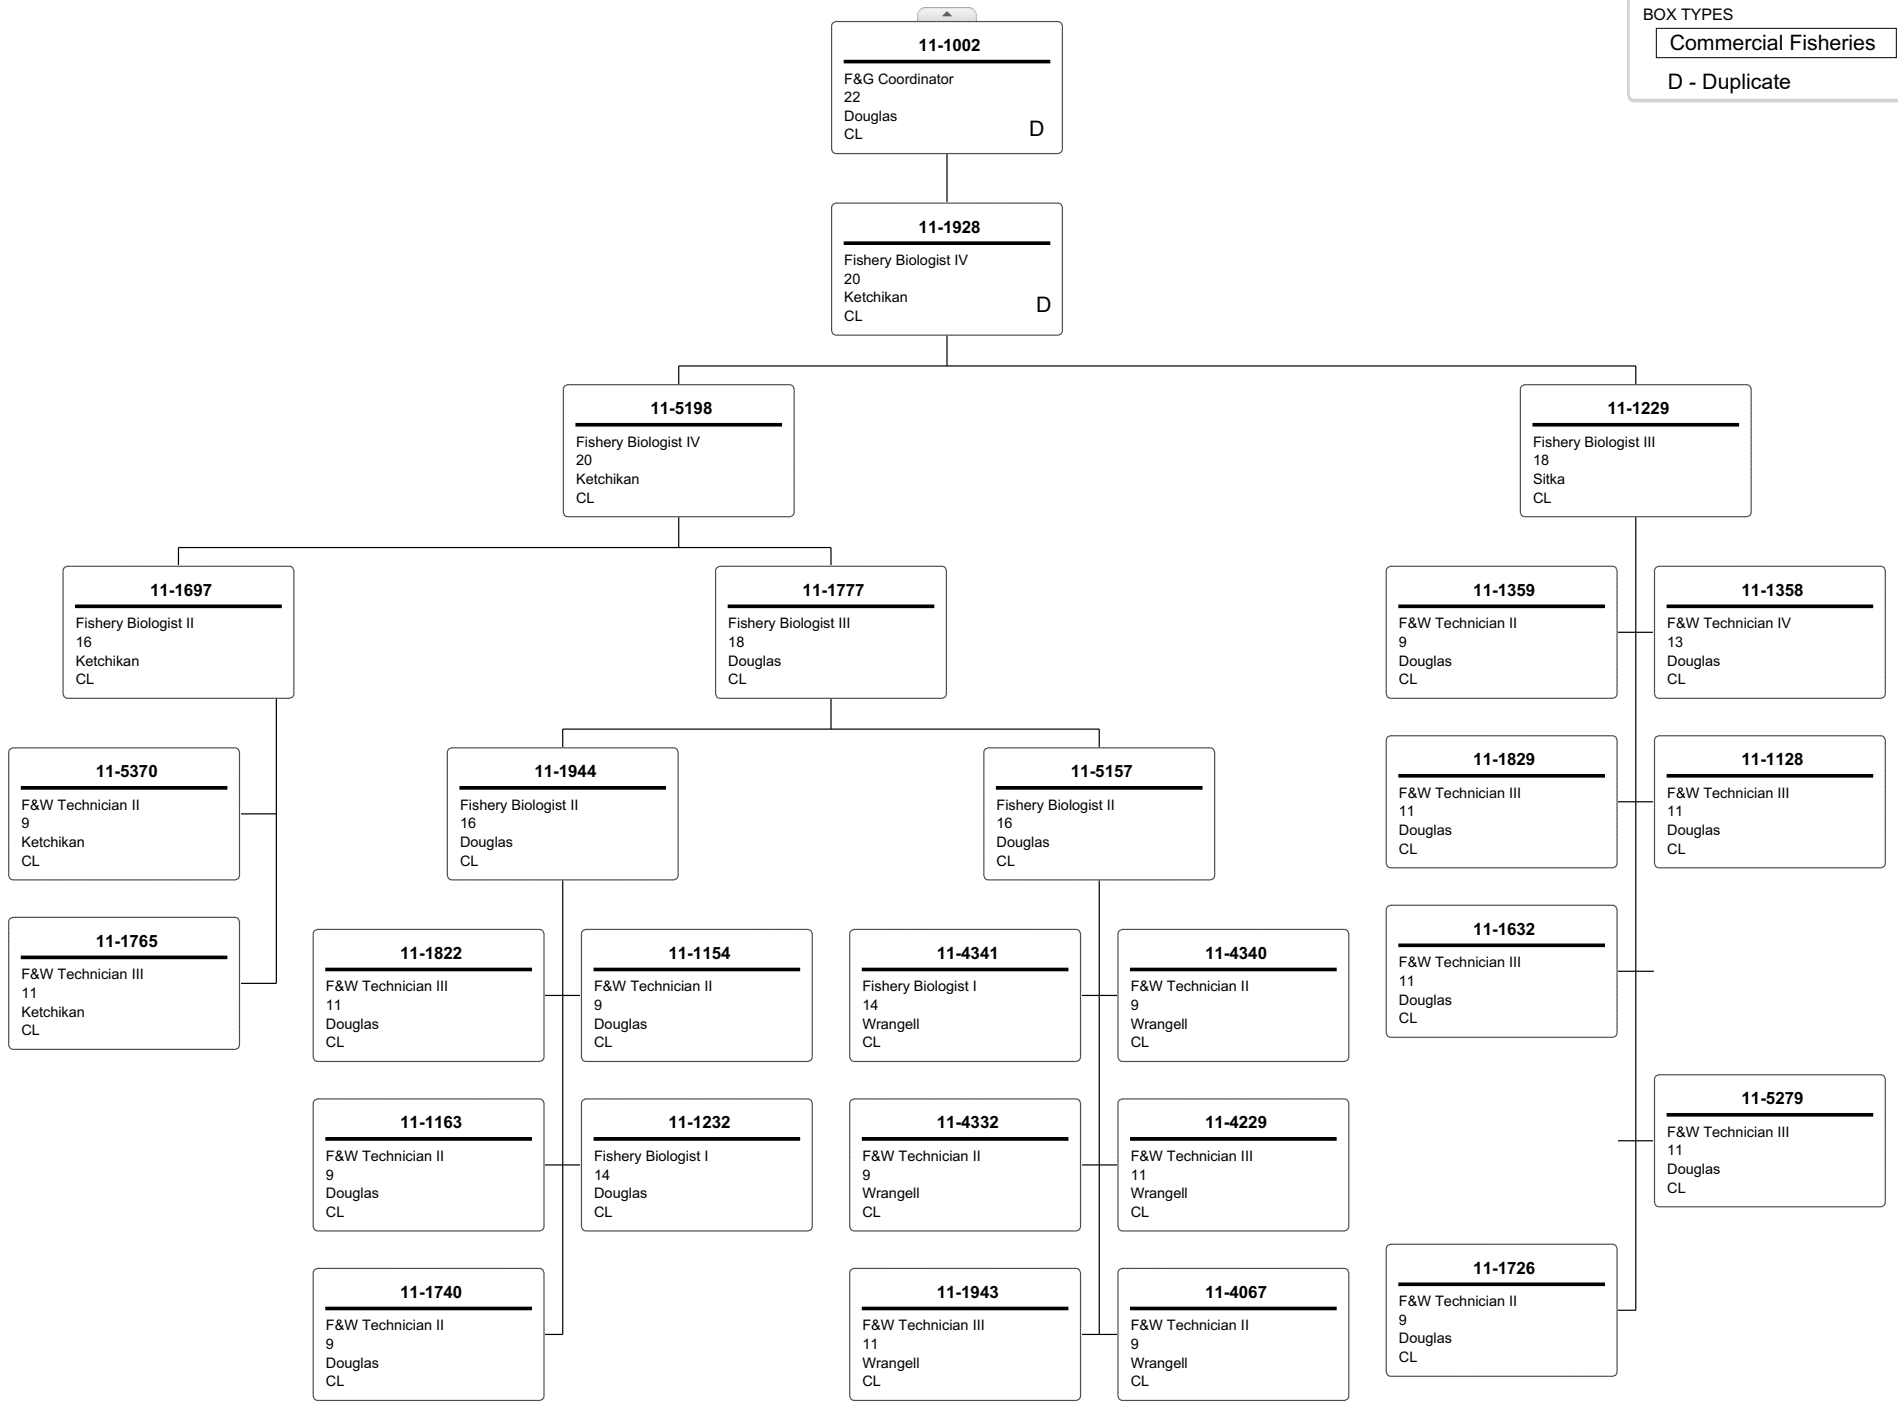 BOX TYPES
Commercial Fisheries
D - Duplicate
11-1002
F&G Coordinator
22
Douglas
CL
D
11-1928
Fishery Biologist IV
20
Ketchikan
CL
D
11-5198
Fishery Biologist IV
20
Ketchikan
CL
11-1229
Fishery Biologist III
18
Sitka
CL
11-1697
Fishery Biologist II
16
Ketchikan
CL
11-1777
Fishery Biologist III
18
Douglas
CL
11-1359
F&W Technician II
9
Douglas
CL
11-1358
F&W Technician IV
13
Douglas
CL
11-5370
F&W Technician II
9
Ketchikan
CL
11-1944
Fishery Biologist II
16
Douglas
CL
11-5157
Fishery Biologist II
16
Douglas
CL
11-1829
F&W Technician III
11
Douglas
CL
11-1128
F&W Technician III
11
Douglas
CL
11-1765
F&W Technician III
11
Ketchikan
CL
11-1822
F&W Technician III
11
Douglas
CL
11-1154
F&W Technician II
9
Douglas
CL
11-4341
Fishery Biologist I
14
Wrangell
CL
11-4340
F&W Technician II
9
Wrangell
CL
11-1632
F&W Technician III
11
Douglas
CL
11-1163
F&W Technician II
9
Douglas
CL
11-1232
Fishery Biologist I
14
Douglas
CL
11-4332
F&W Technician II
9
Wrangell
CL
11-4229
F&W Technician III
11
Wrangell
CL
11-5279
F&W Technician III
11
Douglas
CL
11-1740
F&W Technician II
9
Douglas
CL
11-1943
F&W Technician III
11
Wrangell
CL
11-4067
F&W Technician II
9
Wrangell
CL
11-1726
F&W Technician II
9
Douglas
CL